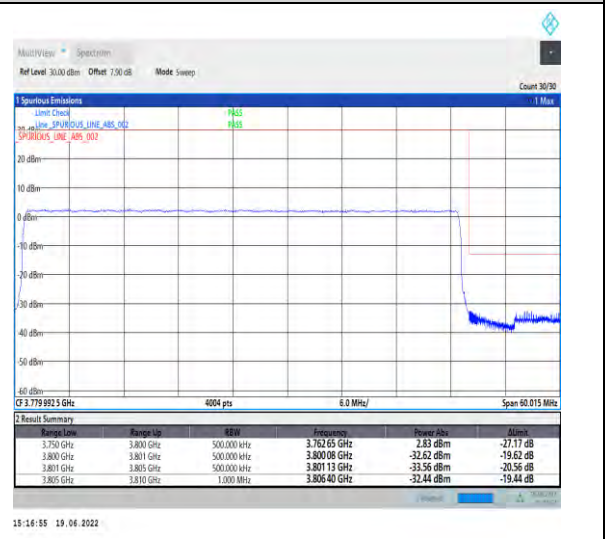 MultiView Spectrum
Ref Level 30.00 dBm Offset 7.90 dB Mode Sweep
Count 30/30
1 Spurious Emissions 1 Max
Limit Check PASS
Line _SPURIOUS_LINE_ABS_002 PASS
_SPURIOUS_LINE_ABS_002
20 dBm
10 dBm
0 dBm
-10 dBm
-20 dBm
-30 dBm
-40 dBm
-50 dBm
-60 dBm
CF 3.779 992 5 GHz 4004 pts 6.0 MHz/ Span 60.015 MHz
2 Result Summary
Range Low Range Up RBW Frequency Power Abs ΔLimit
3.750 GHz 3.800 GHz 500.000 kHz 3.762 65 GHz 2.83 dBm -27.17 dB
3.800 GHz 3.801 GHz 500.000 kHz 3.800 08 GHz -32.62 dBm -19.62 dB
3.801 GHz 3.805 GHz 500.000 kHz 3.801 13 GHz -33.56 dBm -20.56 dB
3.805 GHz 3.810 GHz 1.000 MHz 3.806 40 GHz -32.44 dBm -19.44 dB
15:16:55 19.06.2022